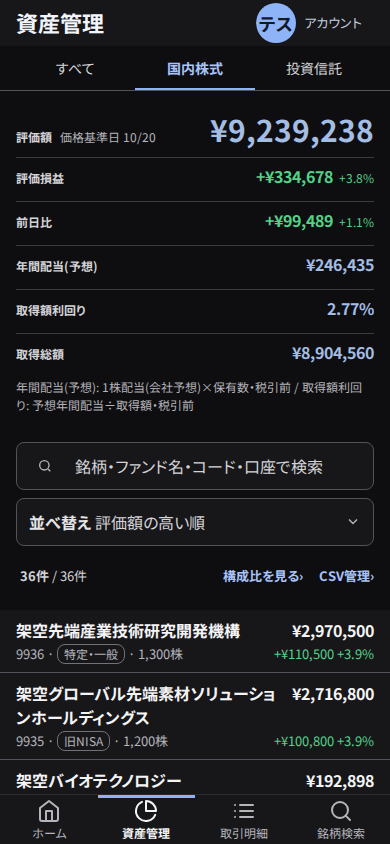 資産管理
テス アカウント
すべて 国内株式 投資信託
評価額 価格基準日 10/20 ¥9,239,238
評価損益 +¥334,678 +3.8%
前日比 +¥99,489 +1.1%
年間配当(予想) ¥246,435
取得額利回り 2.77%
取得総額 ¥8,904,560
年間配当(予想): 1株配当(会社予想)×保有数・税引前 / 取得額利回
り: 予想年間配当÷取得額・税引前
銘柄・ファンド名・コード・口座で検索
並べ替え 評価額の高い順
36件 / 36件 構成比を見る› CSV管理›
架空先端産業技術研究開発機構 ¥2,970,500
9936 · 特定・一般 · 1,300株 +¥110,500 +3.9%
架空グローバル先端素材ソリューショ ¥2,716,800
ンホールディングス
9935 · 旧NISA · 1,200株 +¥100,800 +3.9%
架空バイオテクノロジー ¥192,898
ホーム 資産管理 取引明細 銘柄検索